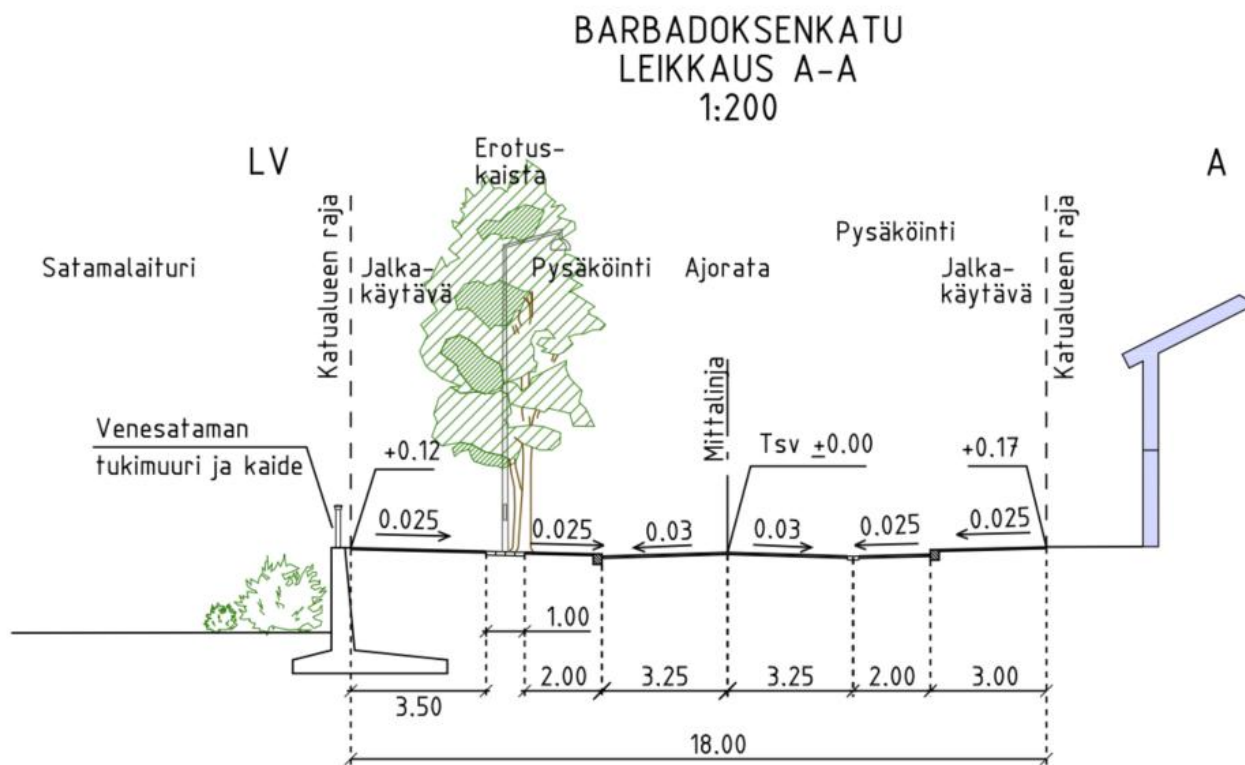 BARBADOKSENKATU
LEIKKAUS A-A
1:200
LV
Erotus-
kaista
A
Katualueen raja
Pysäköinti
Katualueen raja
Satamalaituri
Jalka-
käytävä
Pysäköinti
Ajorata
Jalka-
käytävä
Mittalinja
Venesataman
tukimuuri ja kaide
+0.12
Tsv ±0.00
+0.17
0.025
0.025
0.03
0.03
0.025
0.025
1.00
3.50
2.00
3.25
3.25
2.00
3.00
18.00